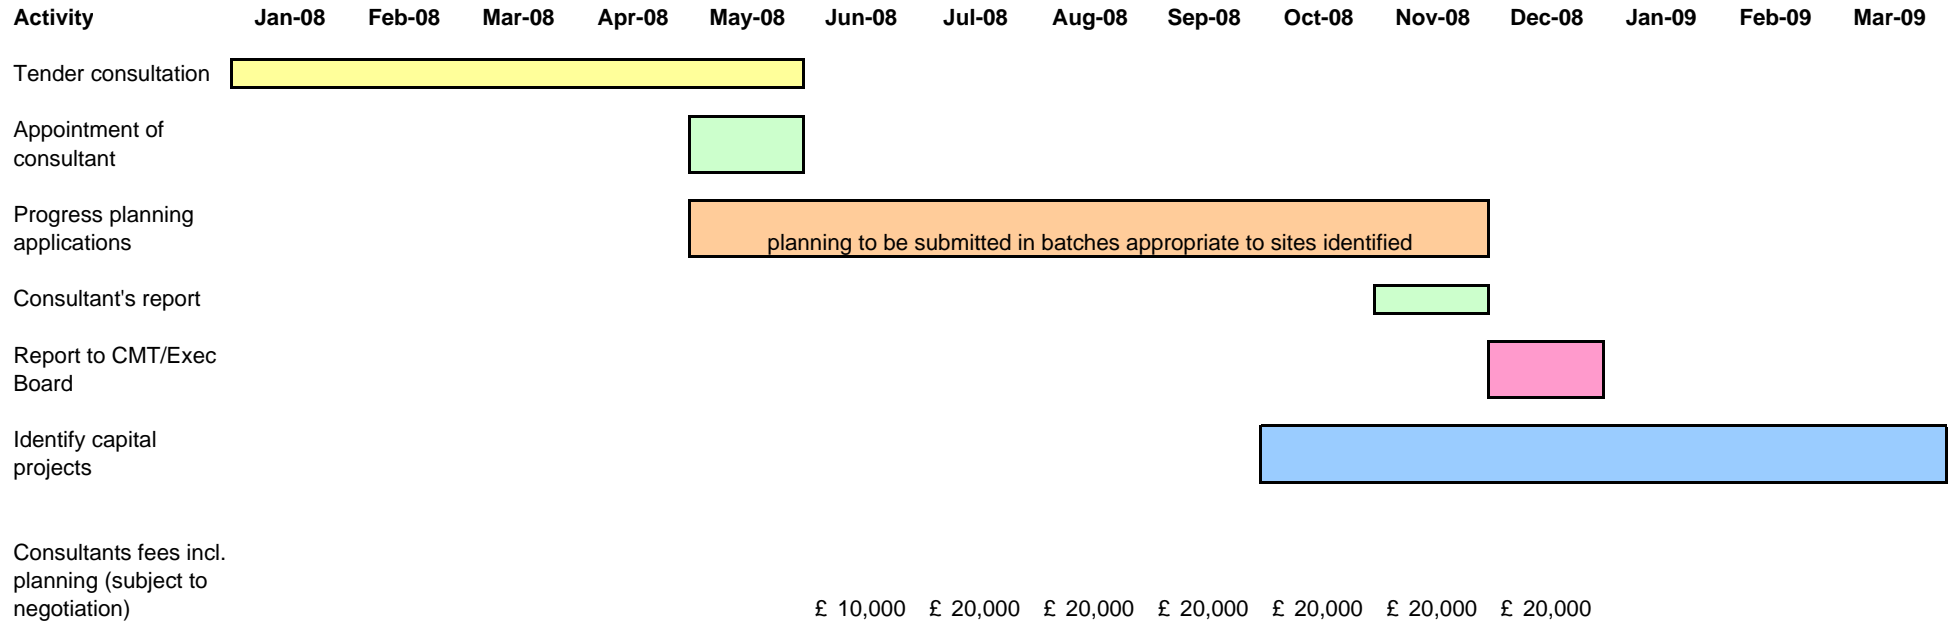 Activity Jan-08 Feb-08 Mar-08 Apr-08 May-08 Jun-08 Jul-08 Aug-08 Sep-08 Oct-08 Nov-08 Dec-08 Jan-09 Feb-09 Mar-09
Tender consultation
Appointment of
consultant
Progress planning
applications
planning to be submitted in batches appropriate to sites identified
Consultant's report
Report to CMT/Exec
Board
Identify capital
projects
Consultants fees incl.
planning (subject to
negotiation) £ 10,000 £ 20,000 £ 20,000 £ 20,000 £ 20,000 £ 20,000 £ 20,000